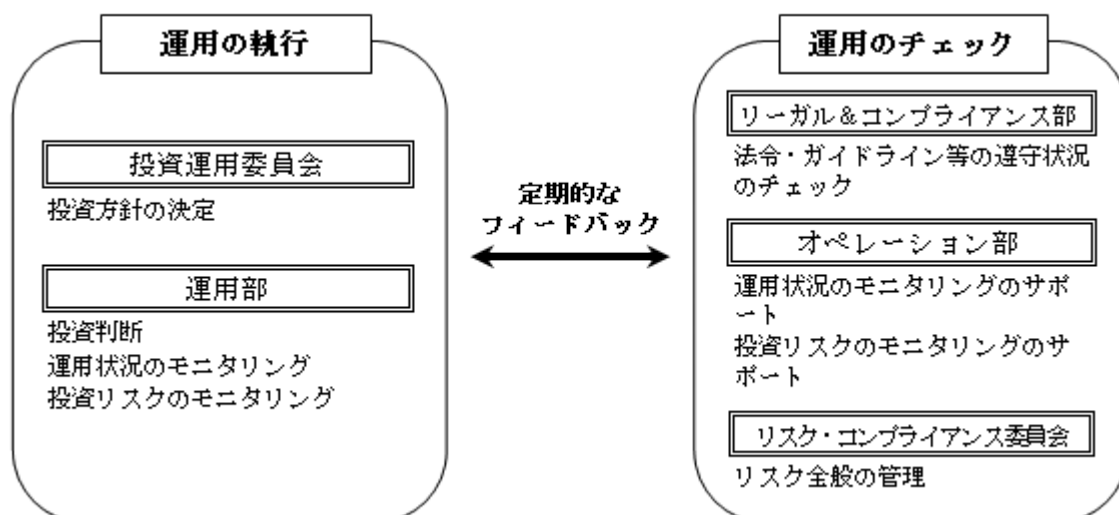 運用の執行
投資運用委員会
投資方針の決定
運用部
投資判断
運用状況のモニタリング
投資リスクのモニタリング
定期的な
フィードバック
運用のチェック
リーガル＆コンプライアンス部
法令・ガイドライン等の遵守状況
のチェック
オペレーション部
運用状況のモニタリングのサポ
ート
投資リスクのモニタリングのサ
ポート
リスク・コンプライアンス委員会
リスク全般の管理